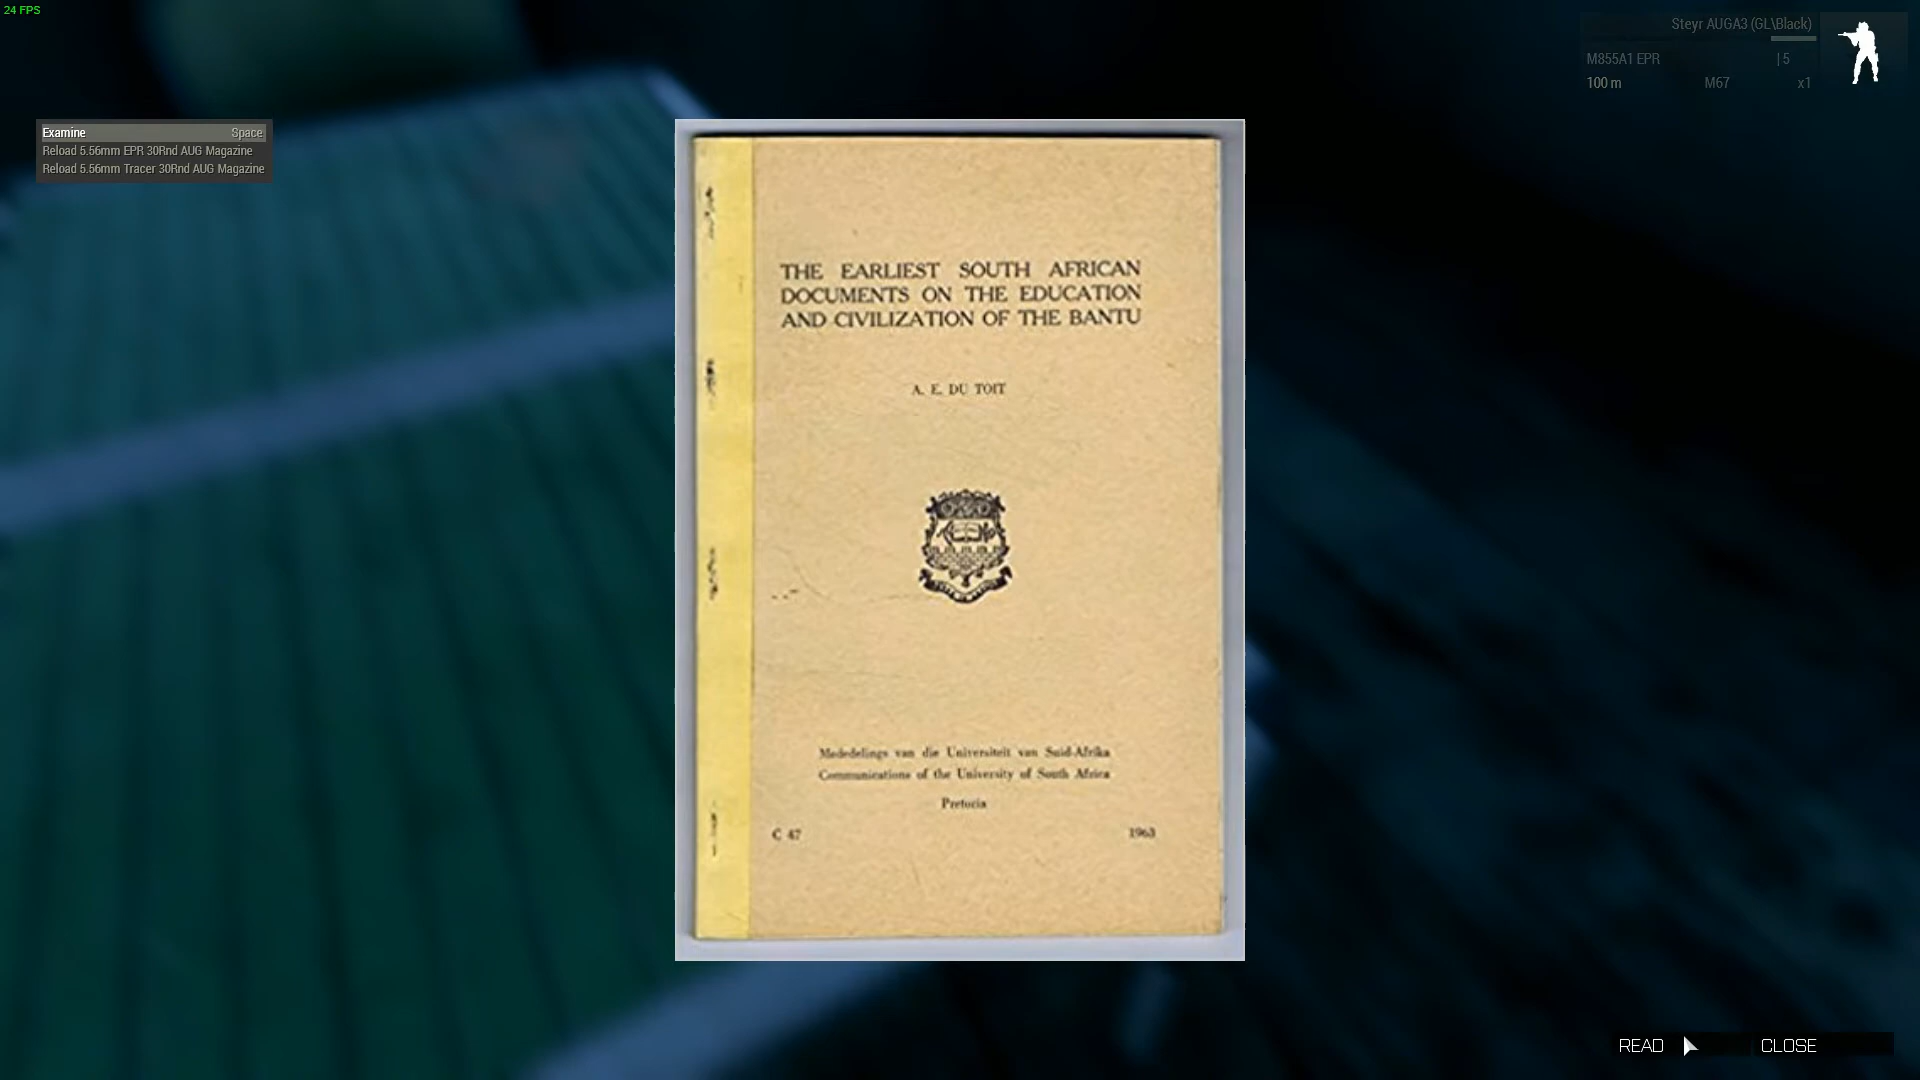 24 FPS
Steyr AUGA3 (GL\Black)
M855A1 EPR | 5
100 m M67 x1
Examine Space
Reload 5.56mm EPR 30Rnd AUG Magazine
Reload 5.56mm Tracer 30Rnd AUG Magazine
THE EARLIEST SOUTH AFRICAN
DOCUMENTS ON THE EDUCATION
AND CIVILIZATION OF THE BANTU
A. E. DU TOIT
Mededelings van die Universiteit van Suid-Afrika
Communications of the University of South Africa
Pretoria
C 47 1963
READ CLOSE